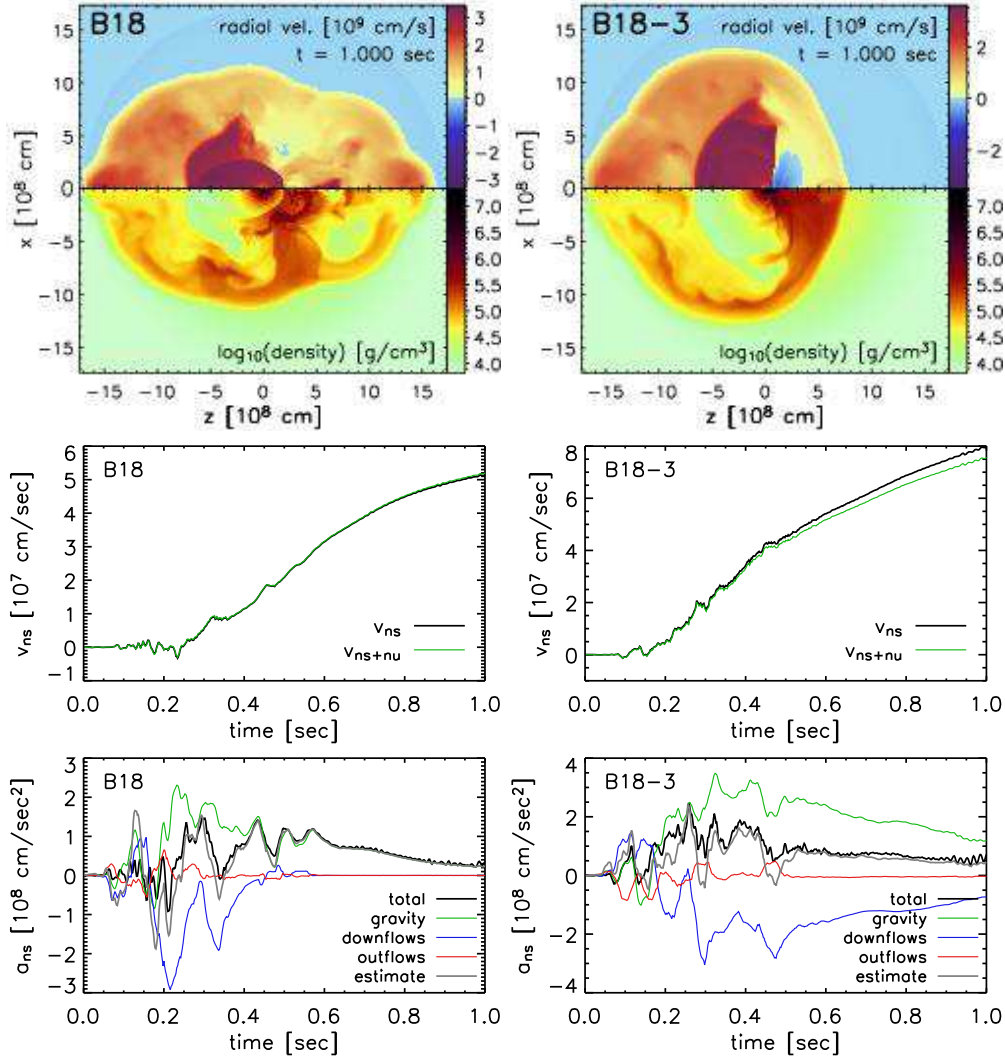 B18
radial vel. [10⁹ cm/s]
t = 1.000 sec
x [10⁸ cm]
10
5
0
-5
-10
-15
log₁₀(density) [g/cm³]
-15 -10 -5 0 5 10 15
z [10⁸ cm]
3
2
1
0
-1
-2
-3
7.0
6.5
6.0
5.5
5.0
4.5
4.0
15
B18-3
radial vel. [10⁹ cm/s]
t = 1.000 sec
x [10⁸ cm]
15
10
5
0
-5
-10
-15
log₁₀(density) [g/cm³]
-15 -10 -5 0 5 10 15
z [10⁸ cm]
2
0
-2
7.0
6.5
6.0
5.5
5.0
4.5
4.0
B18
v_ns [10⁷ cm/sec]
6
5
4
3
2
1
0
-1
v_ns
v_ns+nu
0.0 0.2 0.4 0.6 0.8 1.0
time [sec]
B18-3
v_ns [10⁷ cm/sec]
8
6
4
2
0
v_ns
v_ns+nu
0.0 0.2 0.4 0.6 0.8 1.0
time [sec]
B18
a_ns [10⁸ cm/sec²]
3
2
1
0
-1
-2
-3
total
gravity
downflows
outflows
estimate
0.0 0.2 0.4 0.6 0.8 1.0
time [sec]
B18-3
a_ns [10⁸ cm/sec²]
4
2
0
-2
-4
total
gravity
downflows
outflows
estimate
0.0 0.2 0.4 0.6 0.8 1.0
time [sec]